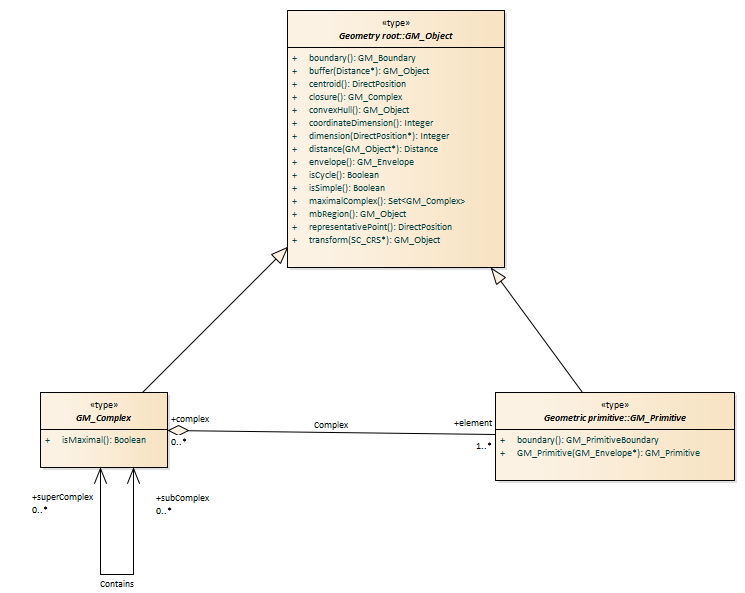 «type»
Geometry root::GM_Object
+ boundary(): GM_Boundary
+ buffer(Distance*): GM_Object
+ centroid(): DirectPosition
+ closure(): GM_Complex
+ convexHull(): GM_Object
+ coordinateDimension(): Integer
+ dimension(DirectPosition*): Integer
+ distance(GM_Object*): Distance
+ envelope(): GM_Envelope
+ isCycle(): Boolean
+ isSimple(): Boolean
+ maximalComplex(): Set<GM_Complex>
+ mbRegion(): GM_Object
+ representativePoint(): DirectPosition
+ transform(SC_CRS*): GM_Object
«type»
GM_Complex
+ isMaximal(): Boolean
+complex
0..*
Complex
+element
1..*
«type»
Geometric primitive::GM_Primitive
+ boundary(): GM_PrimitiveBoundary
+ GM_Primitive(GM_Envelope*): GM_Primitive
+superComplex
0..*
+subComplex
0..*
Contains